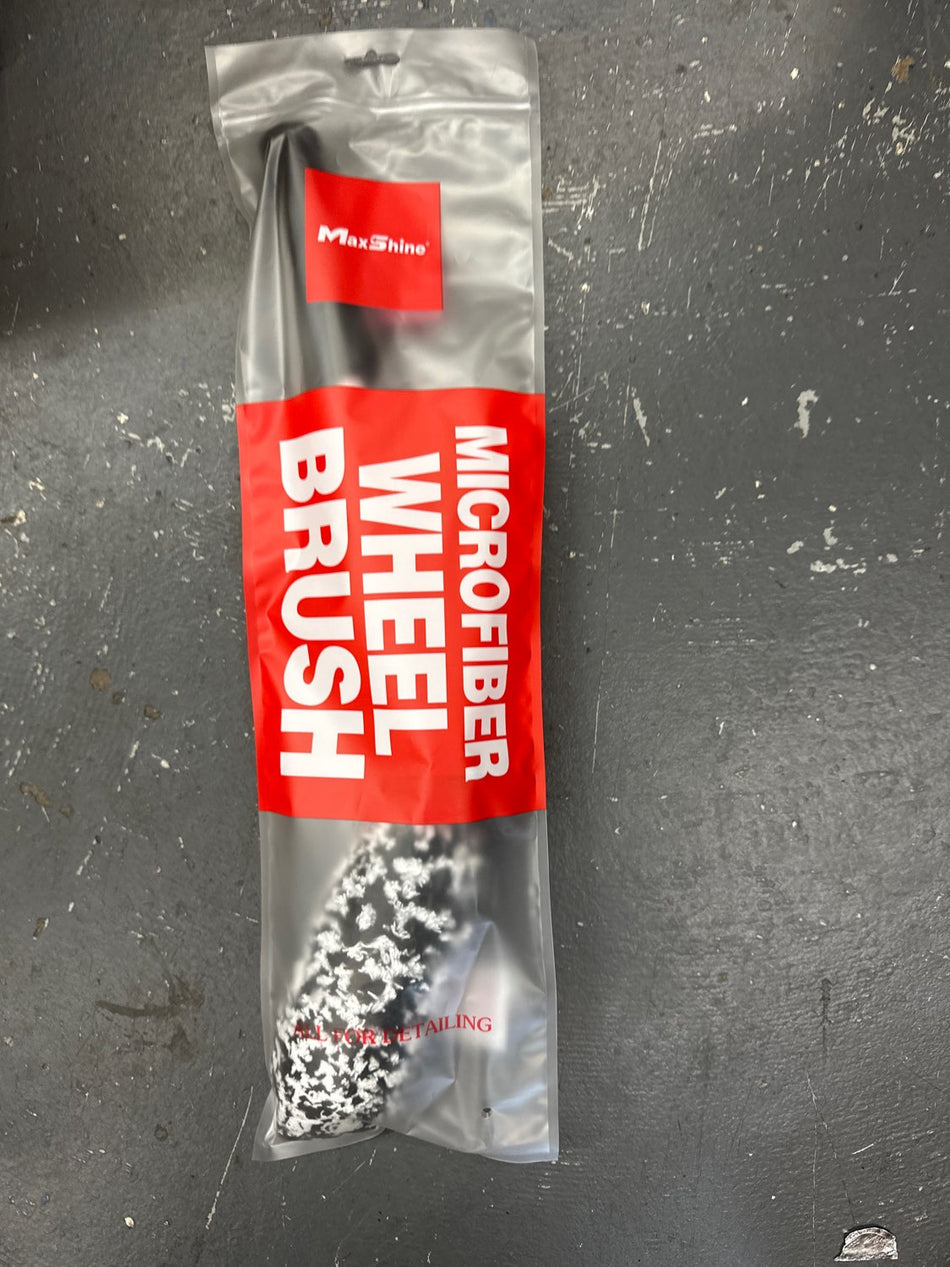 MaxShine®
MICROFIBER
WHEEL
BRUSH
ALL FOR DETAILING